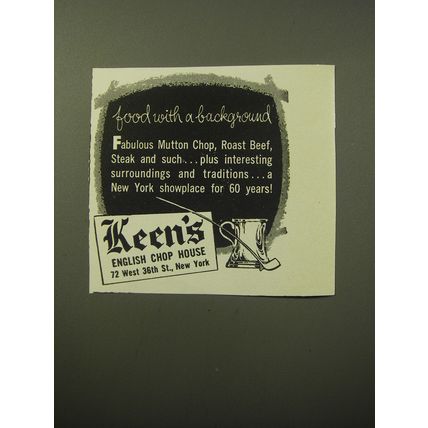 food with a background
Fabulous Mutton Chop, Roast Beef,
Steak and such... plus interesting
surroundings and traditions...a
New York showplace for 60 years!
Keen's
ENGLISH CHOP HOUSE
72 West 36th St., New York